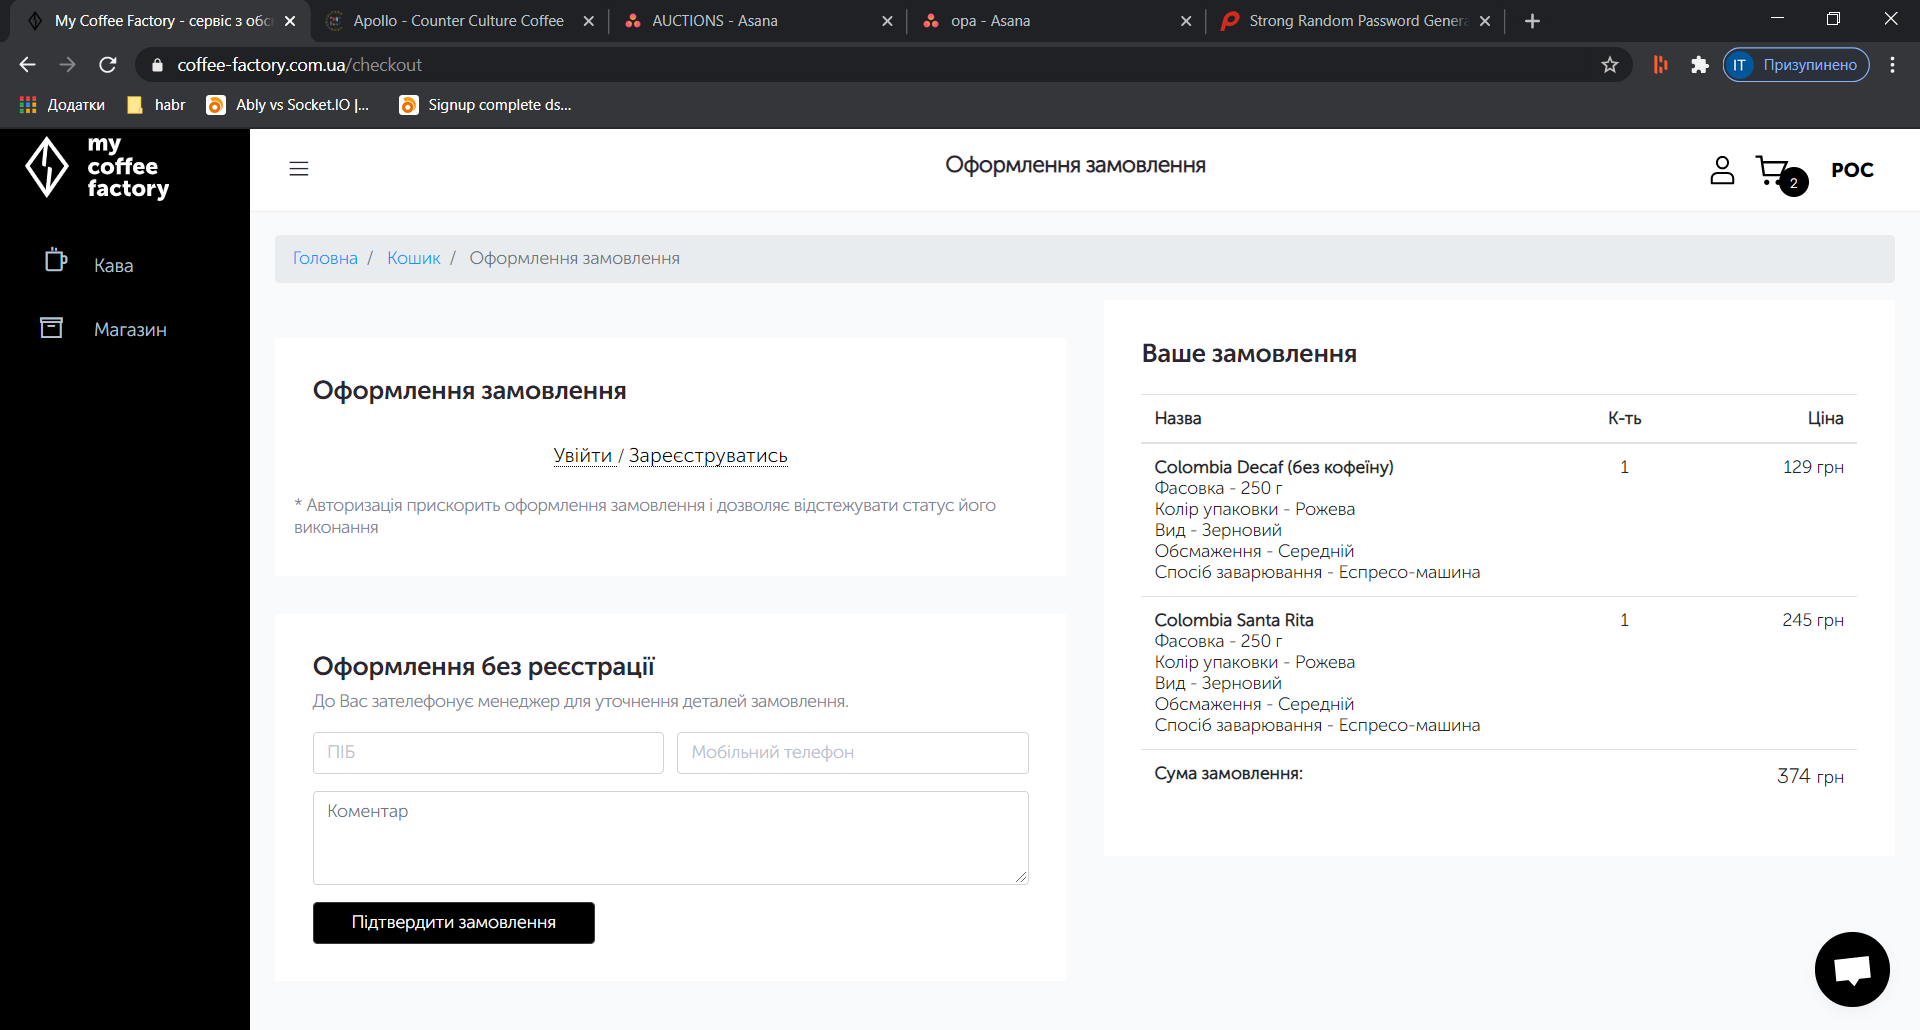 My Coffee Factory - сервіс з обс
Apollo - Counter Culture Coffee
AUCTIONS - Asana
opa - Asana
Strong Random Password Genera
coffee-factory.com.ua/checkout
IT
Призупинено
Додатки
habr
Ably vs Socket.IO |...
Signup complete ds...
my
coffee
factory
Оформлення замовлення
2
РОС
Кава
Магазин
Головна / Кошик / Оформлення замовлення
Оформлення замовлення
Увійти / Зареєструватись
* Авторизація прискорить оформлення замовлення і дозволяє відстежувати статус його
виконання
Оформлення без реєстрації
До Вас зателефонує менеджер для уточнення деталей замовлення.
ПІБ
Мобільний телефон
Коментар
Підтвердити замовлення
Ваше замовлення
Назва К-ть Ціна
Colombia Decaf (без кофеїну) 1 129 грн
Фасовка - 250 г
Колір упаковки - Рожева
Вид - Зерновий
Обсмаження - Середній
Спосіб заварювання - Еспресо-машина
Colombia Santa Rita 1 245 грн
Фасовка - 250 г
Колір упаковки - Рожева
Вид - Зерновий
Обсмаження - Середній
Спосіб заварювання - Еспресо-машина
Сума замовлення: 374 грн